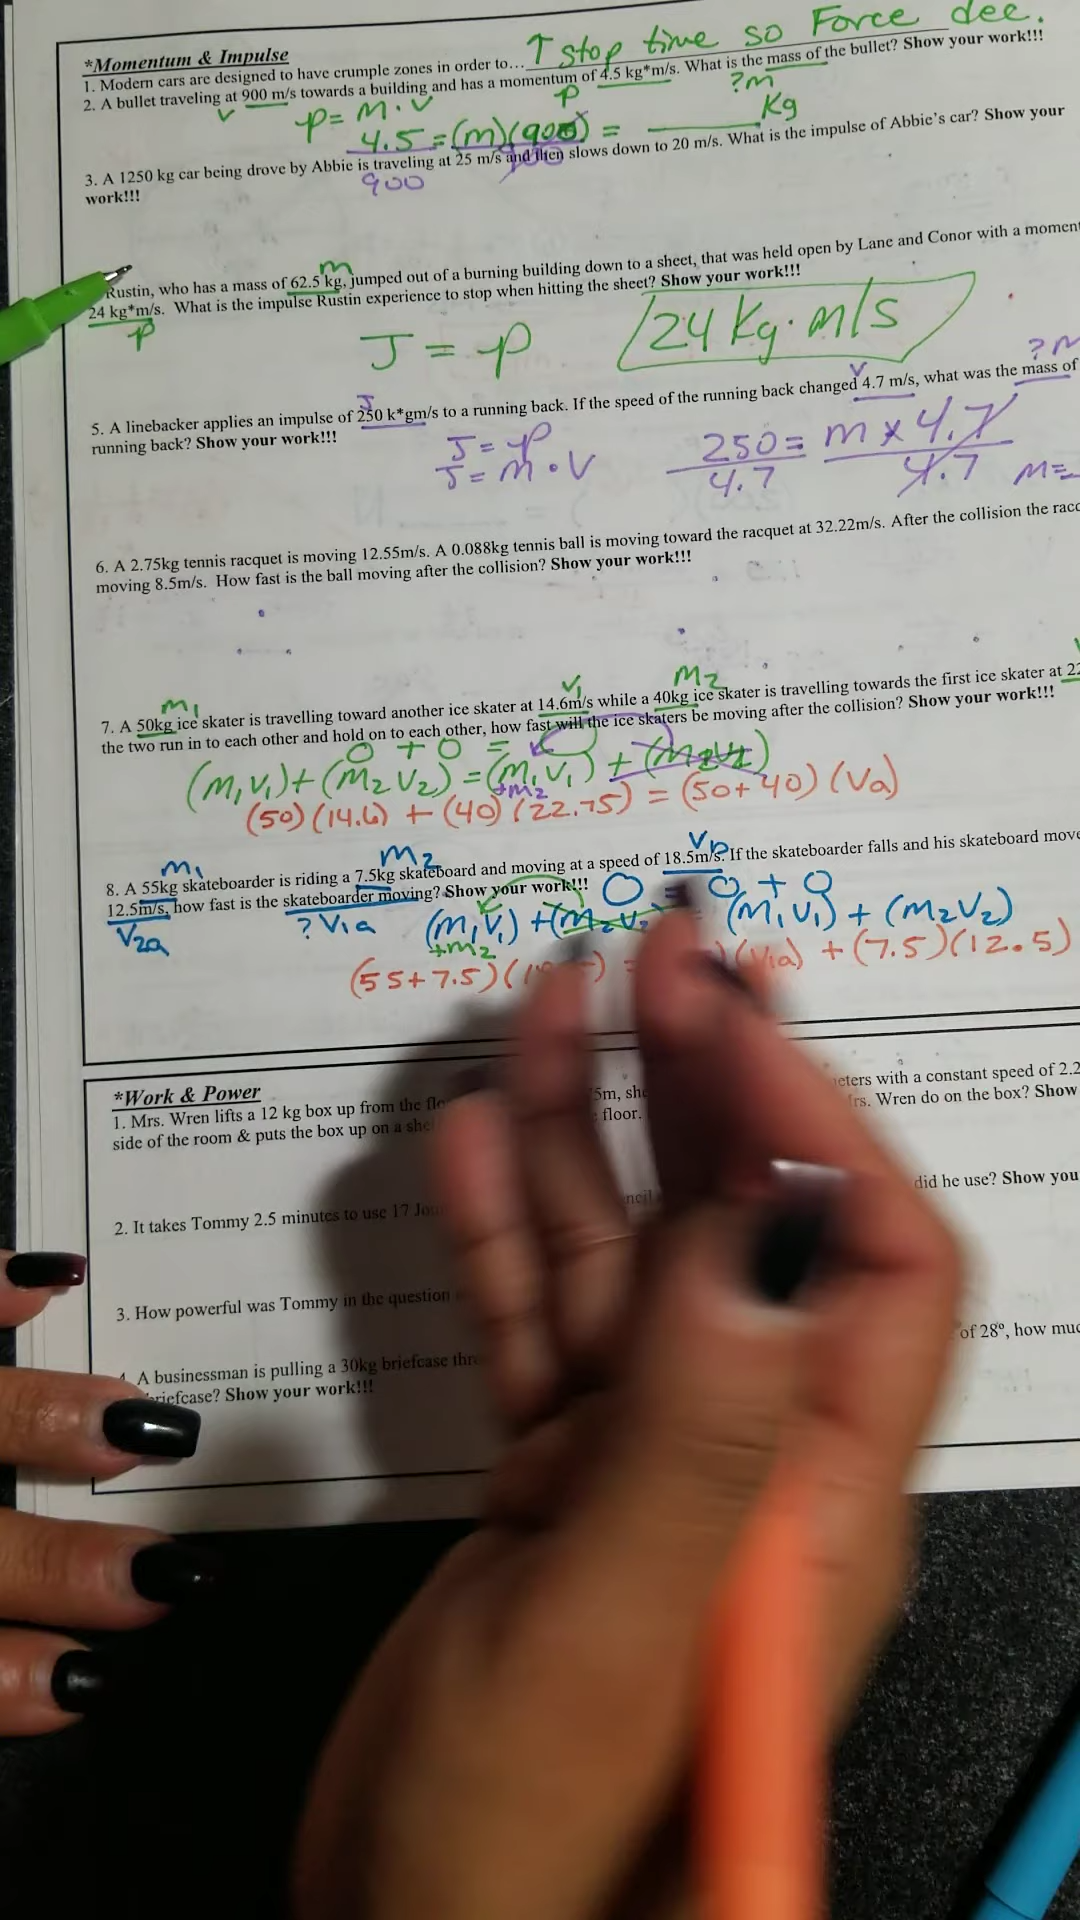 *Momentum & Impulse
1. Modern cars are designed to have crumple zones in order to… ↑ stop time so Force dec.
2. A bullet traveling at 900 m/s towards a building and has a momentum of 4.5 kg*m/s. What is the mass of the bullet? Show your work!!!
v p ?m
p= m · v
4.5 = (m)(900) = ____ Kg
900 900
3. A 1250 kg car being drove by Abbie is traveling at 25 m/s and then slows down to 20 m/s. What is the impulse of Abbie's car? Show your
work!!!
m
Rustin, who has a mass of 62.5 kg, jumped out of a burning building down to a sheet, that was held open by Lane and Conor with a
24 kg*m/s. What is the impulse Rustin experience to stop when hitting the sheet? Show your work!!!
p
J = p 24 Kg·m/s
J v ?m
5. A linebacker applies an impulse of 250 k*gm/s to a running back. If the speed of the running back changed 4.7 m/s, what was the mass of
running back? Show your work!!!
J = p
J = m · v
250 = m x 4.7
4.7 4.7 m=
6. A 2.75kg tennis racquet is moving 12.55m/s. A 0.088kg tennis ball is moving toward the racquet at 32.22m/s. After the collision the
moving 8.5m/s. How fast is the ball moving after the collision? Show your work!!!
m1 v1 m2
7. A 50kg ice skater is travelling toward another ice skater at 14.6m/s while a 40kg ice skater is travelling towards the first ice skater at
the two run in to each other and hold on to each other, how fast will the ice skaters be moving after the collision? Show your work!!!
O + O =
(m1v1)+(m2v2) = (m1v1) + (m2v2)
+m2
(50)(14.6) + (40)(22.75) = (50+40)(Va)
m1 m2 Vb
8. A 55kg skateboarder is riding a 7.5kg skateboard and moving at a speed of 18.5m/s. If the skateboarder falls and his skateboard
12.5m/s, how fast is the skateboarder moving? Show your work!!!
V2a ? V1a
O = O + O
(m1v1) + (m2v2 (m1v1) + (m2v2)
+m2
(55+7.5)( ) = (V1a) + (7.5)(12.5)
*Work & Power
1. Mrs. Wren lifts a 12 kg box up from the 5m, with a constant speed of
side of the room & puts the box up on a floor. Wren do on the box? Show
2. It takes Tommy 2.5 minutes to use 17 did he use? Show
3. How powerful was Tommy in the question
A businessman is pulling a 30kg briefcase of 28°, how
briefcase? Show your work!!!